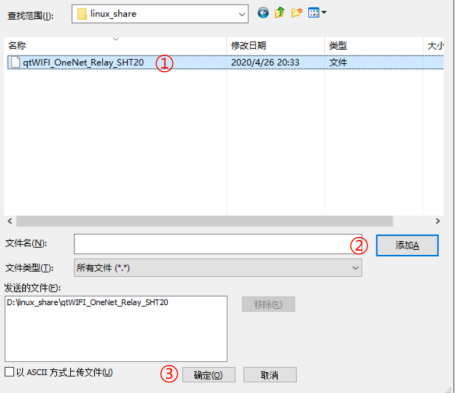 查找范围(I): linux_share
名称 修改日期 类型 大小
qtWIFI_OneNet_Relay_SHT20 ① 2020/4/26 20:33 文件
文件名(N): ② 添加A
文件类型(T): 所有文件 (*.*)
发送的文件(F):
D:\linux_share\qtWIFI_OneNet_Relay_SHT20 移除(R)
以 ASCII 方式上传文件(U) ③ 确定(O) 取消